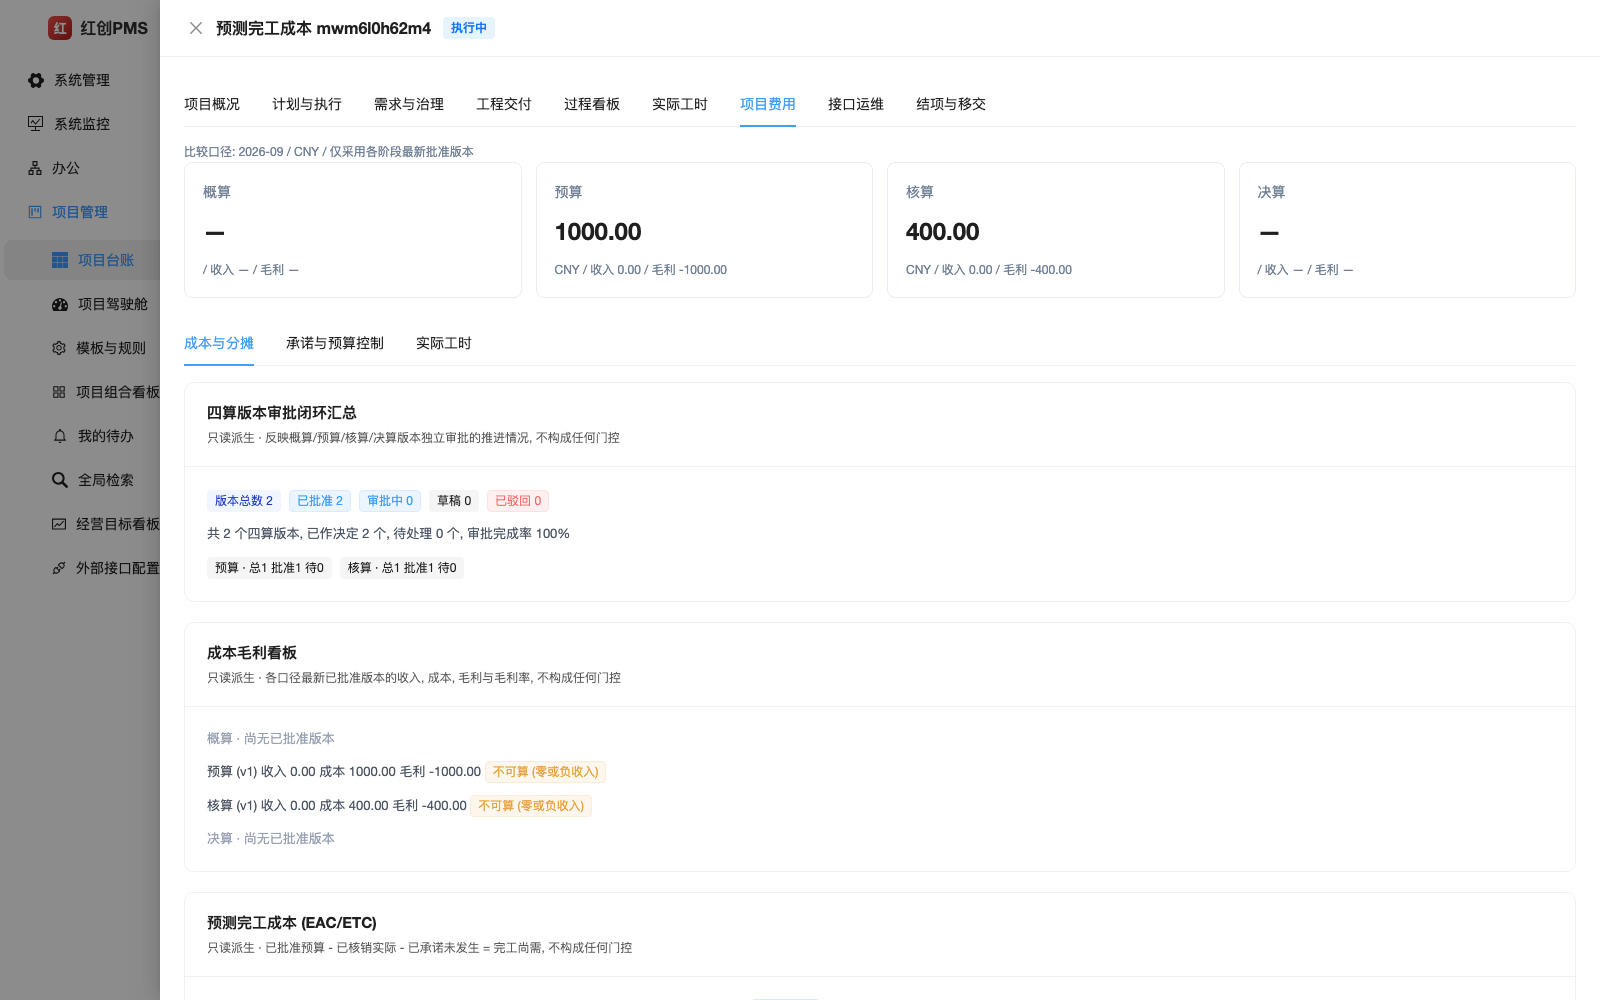 红 红创PMS
系统管理
系统监控
办公
项目管理
项目台账
项目驾驶舱
模板与规则
项目组合看板
我的待办
全局检索
经营目标看板
外部接口配置
预测完工成本 mwm6l0h62m4 执行中
项目概况 计划与执行 需求与治理 工程交付 过程看板 实际工时 项目费用 接口运维 结项与移交
比较口径: 2026-09 / CNY / 仅采用各阶段最新批准版本
概算
—
/ 收入 — / 毛利 —
预算
1000.00
CNY / 收入 0.00 / 毛利 -1000.00
核算
400.00
CNY / 收入 0.00 / 毛利 -400.00
决算
—
/ 收入 — / 毛利 —
成本与分摊 承诺与预算控制 实际工时
四算版本审批闭环汇总
只读派生 · 反映概算/预算/核算/决算版本独立审批的推进情况, 不构成任何门控
版本总数 2 已批准 2 审批中 0 草稿 0 已驳回 0
共 2 个四算版本, 已作决定 2 个, 待处理 0 个, 审批完成率 100%
预算 · 总1 批准1 待0 核算 · 总1 批准1 待0
成本毛利看板
只读派生 · 各口径最新已批准版本的收入, 成本, 毛利与毛利率, 不构成任何门控
概算 · 尚无已批准版本
预算 (v1) 收入 0.00 成本 1000.00 毛利 -1000.00 不可算 (零或负收入)
核算 (v1) 收入 0.00 成本 400.00 毛利 -400.00 不可算 (零或负收入)
决算 · 尚无已批准版本
预测完工成本 (EAC/ETC)
只读派生 · 已批准预算 - 已核销实际 - 已承诺未发生 = 完工尚需, 不构成任何门控